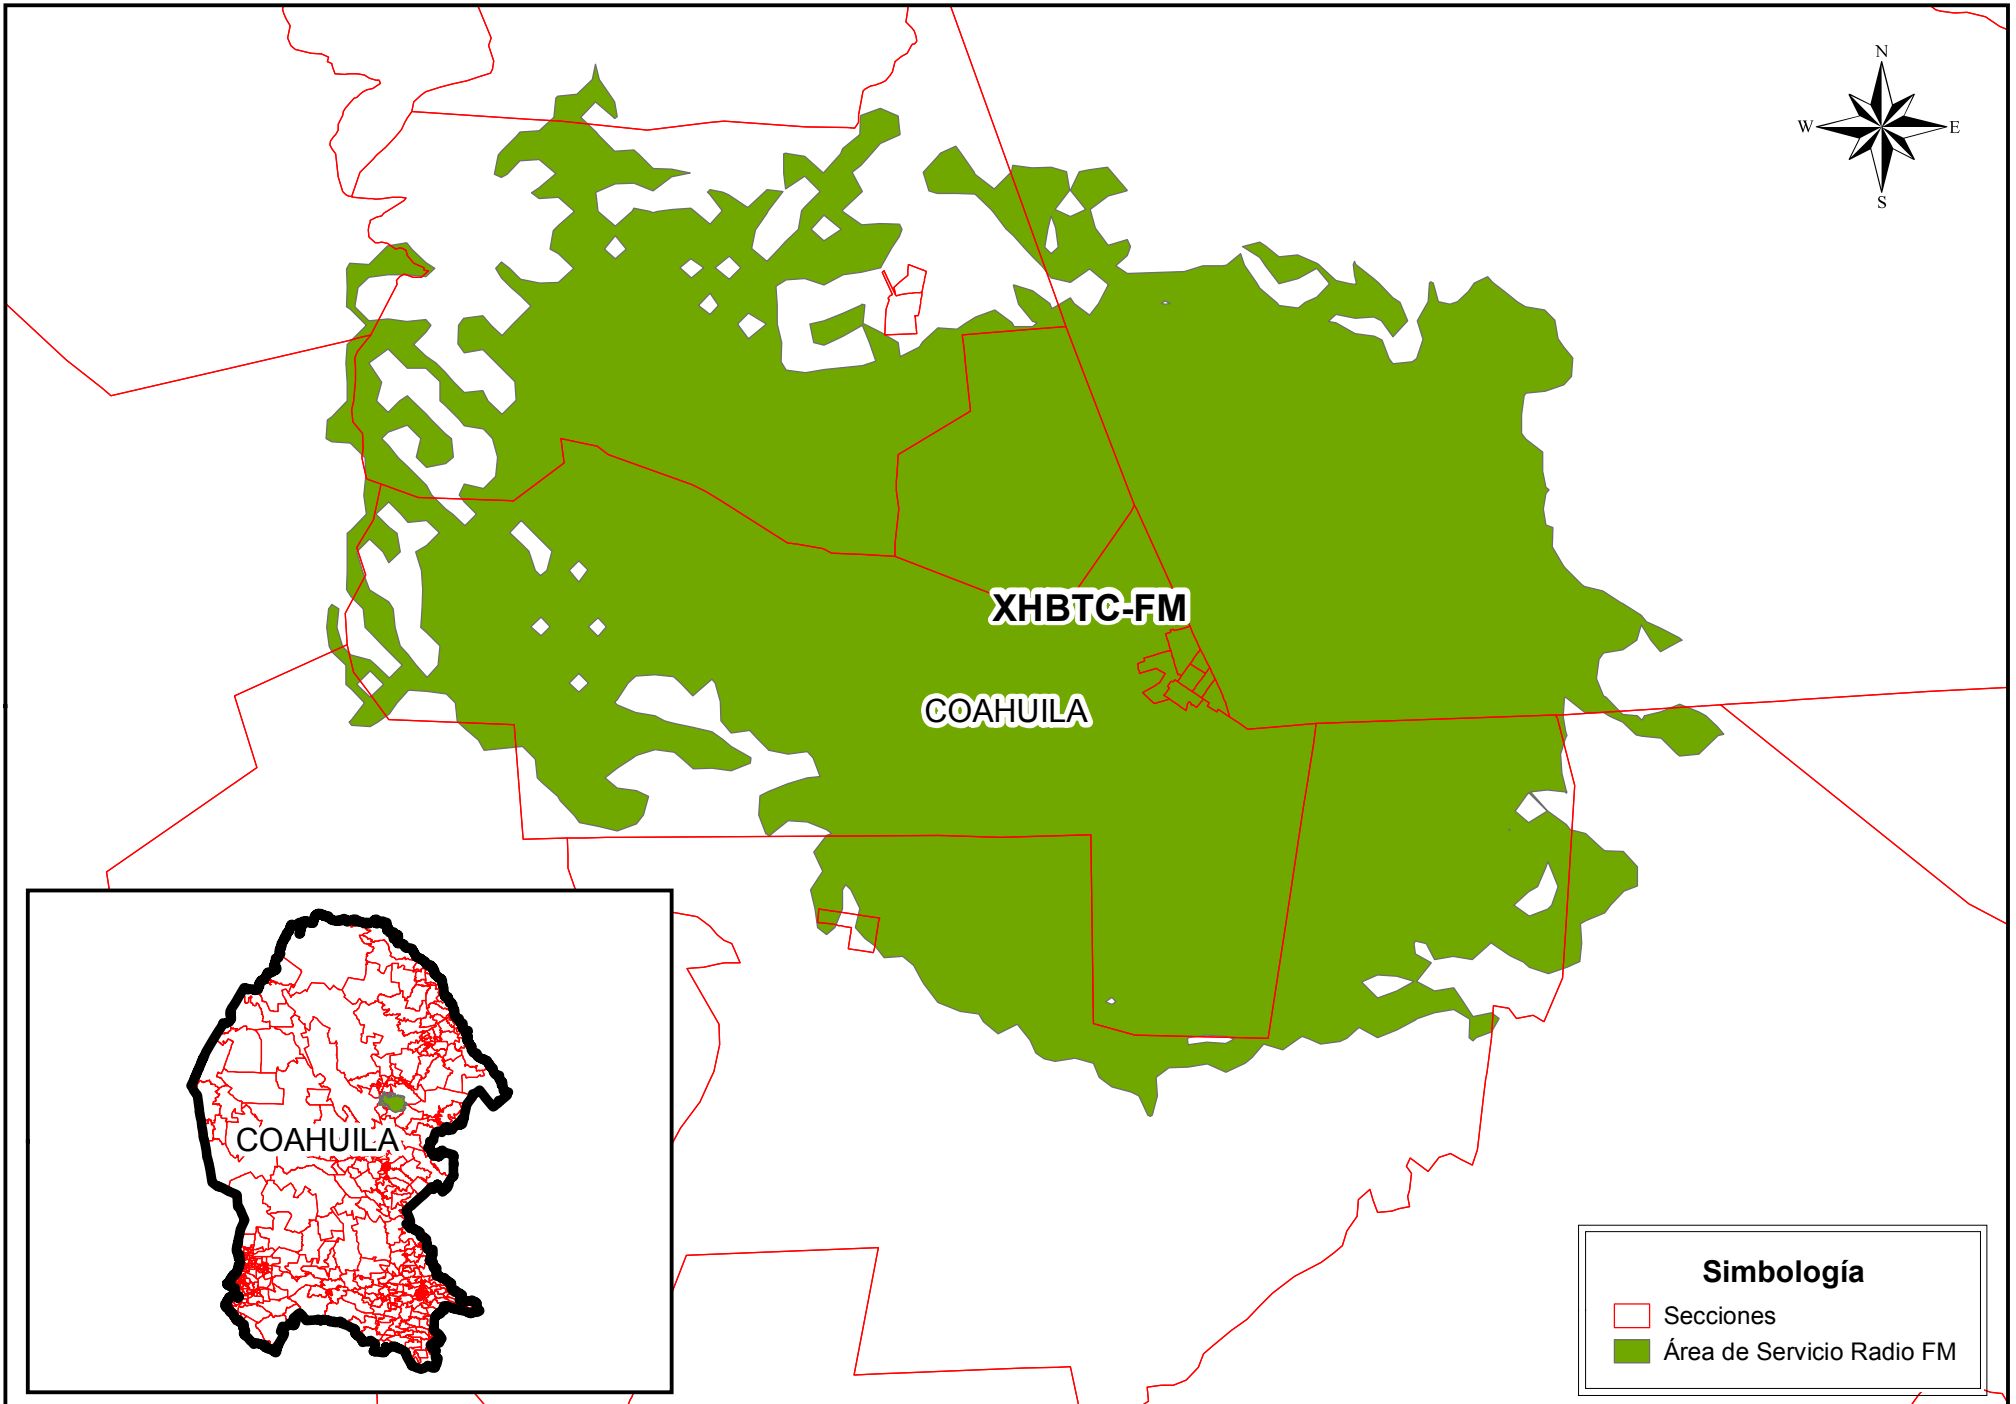 N
W E
S
XHBTC-FM
COAHUILA
COAHUILA
Simbología
Secciones
Área de Servicio Radio FM